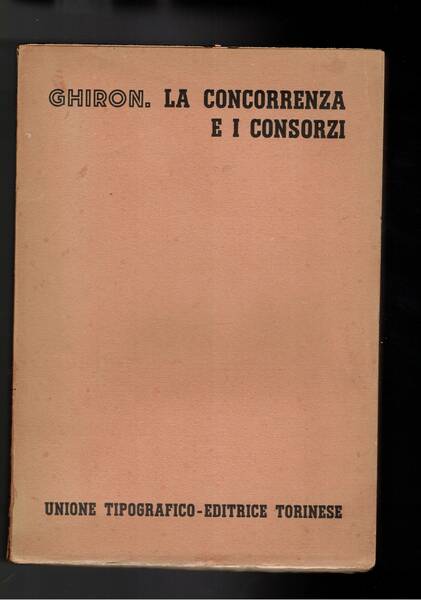 GHIRON. LA CONCORRENZA
E I CONSORZI
UNIONE TIPOGRAFICO-EDITRICE TORINESE